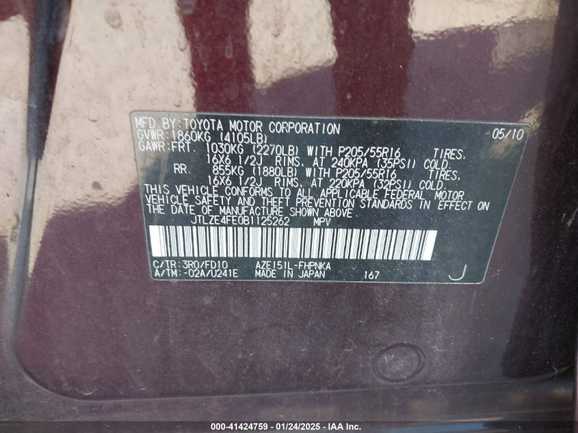 MFD BY: TOYOTA MOTOR CORPORATION 05/10
GVWR: 1860KG (4105LB)
GAWR: FRT. 1030KG (2270LB) WITH P205/55R16 TIRES.
16X6 1/2J RIMS. AT 240KPA (35PSI) COLD.
RR. 855KG (1880LB) WITH P205/55R16 TIRES.
16X6 1/2J RIMS. AT 220KPA (32PSI) COLD.
THIS VEHICLE CONFORMS TO ALL APPLICABLE FEDERAL MOTOR
VEHICLE SAFETY AND THEFT PREVENTION STANDARDS IN EFFECT
ON THE DATE OF MANUFACTURE SHOWN ABOVE.
JTLZE4FE0B1125262 MPV
C/TR: 3R0/FD10 AZE151L-FHPNKA
A/TM: -02A/U241E MADE IN JAPAN 167 J
000-41424759 - 01/24/2025 - IAA Inc.